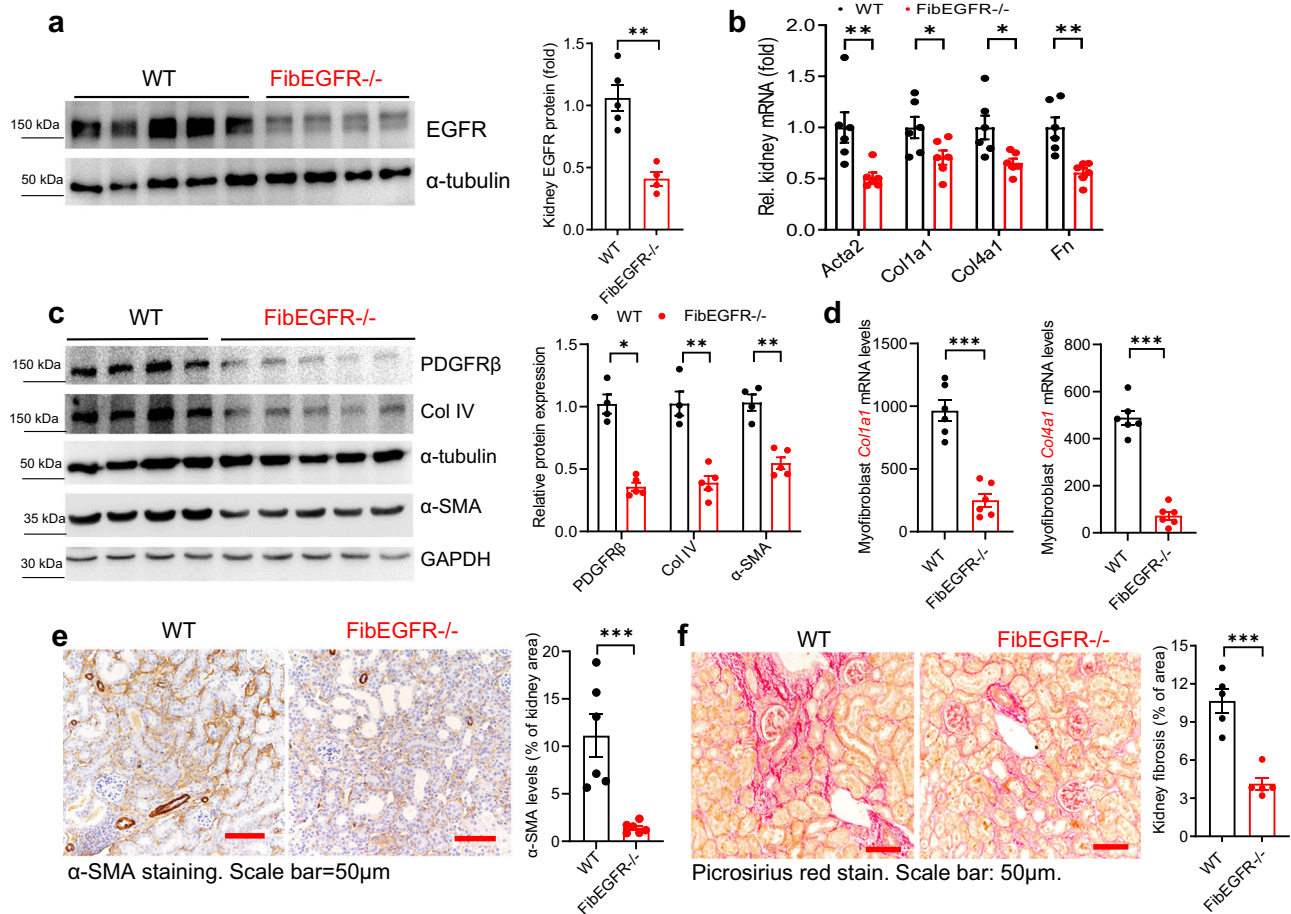 a
WT
FibEGFR-/-
150 kDa
EGFR
50 kDa
α-tubulin
Kidney EGFR protein (fold)
1.5
1.0
0.5
0.0
**
WT
FibEGFR-/-
b
WT
FibEGFR-/-
Rel. kidney mRNA (fold)
2.0
1.5
1.0
0.5
0.0
**
*
*
**
Acta2
Col1a1
Col4a1
Fn
c
WT
FibEGFR-/-
150 kDa
PDGFRβ
150 kDa
Col IV
50 kDa
α-tubulin
35 kDa
α-SMA
30 kDa
GAPDH
WT
FibEGFR-/-
Relative protein expression
1.5
1.0
0.5
0.0
*
**
**
PDGFRβ
Col IV
α-SMA
d
Myofibroblast Col1a1 mRNA levels
1500
1000
500
0
***
WT
FibEGFR-/-
Myofibroblast Col4a1 mRNA levels
800
600
400
200
0
***
WT
FibEGFR-/-
e
WT
FibEGFR-/-
α-SMA staining. Scale bar=50µm
α-SMA levels (% of kidney area)
20
15
10
5
0
***
WT
FibEGFR-/-
f
WT
FibEGFR-/-
Picrosirius red stain. Scale bar: 50µm.
Kidney fibrosis (% of area)
15
12
9
6
3
0
***
WT
FibEGFR-/-